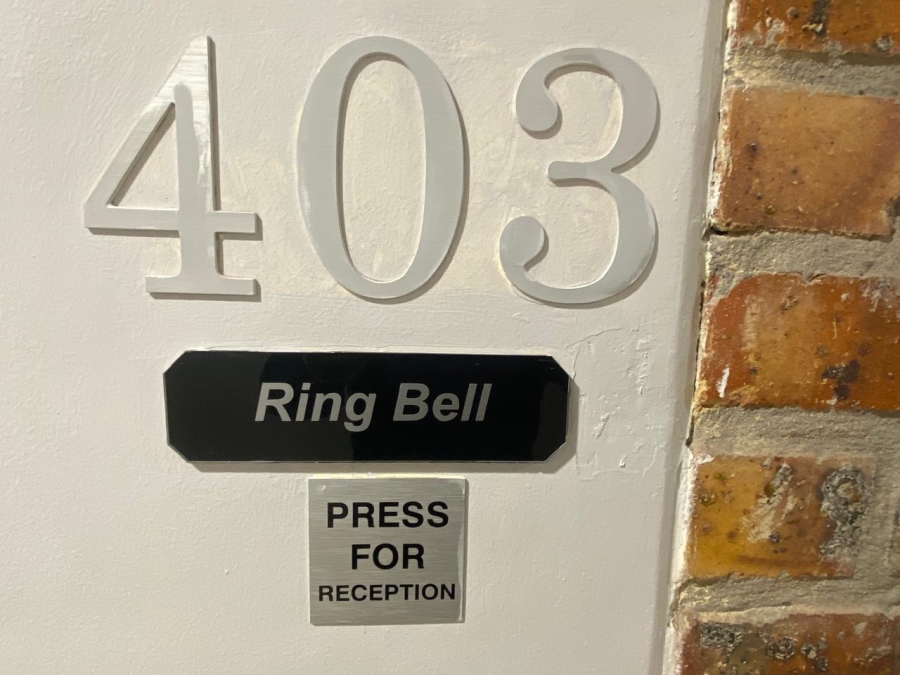 403
Ring Bell
PRESS
FOR
RECEPTION